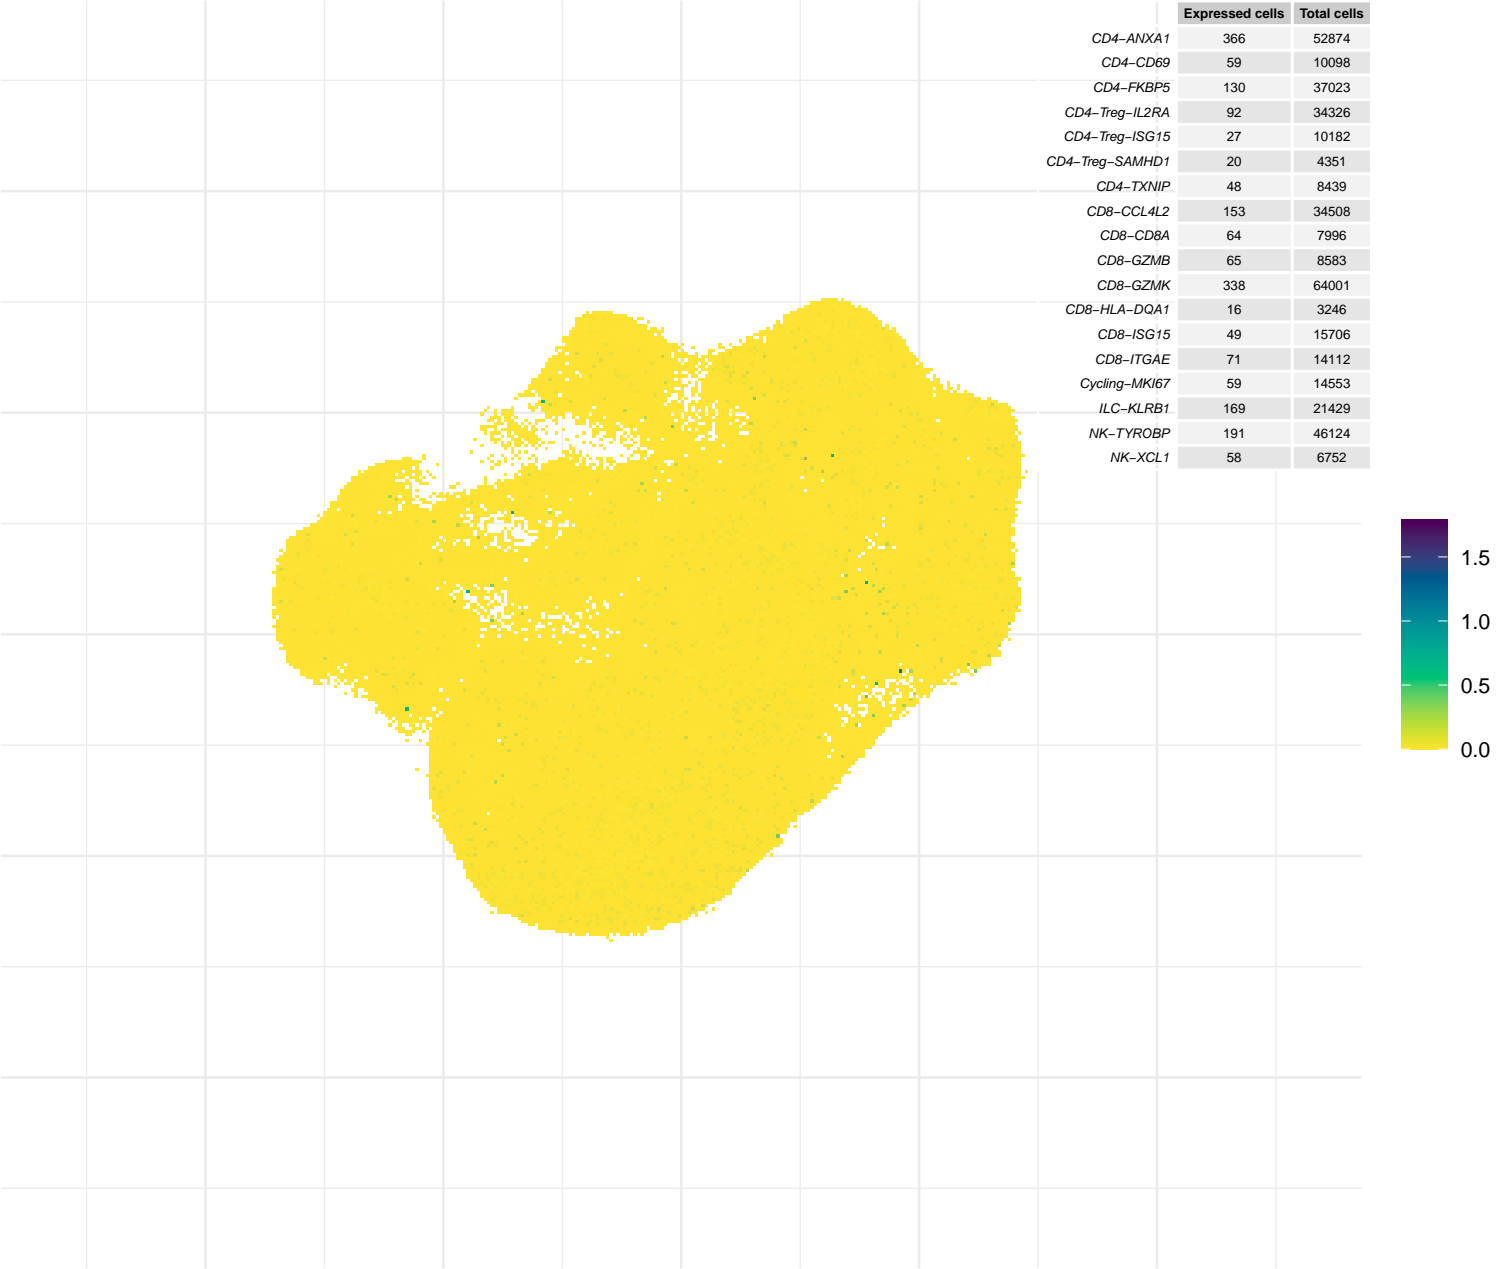 Expressed cells Total cells
CD4−ANXA1 366 52874
CD4−CD69 59 10098
CD4−FKBP5 130 37023
CD4−Treg−IL2RA 92 34326
CD4−Treg−ISG15 27 10182
CD4−Treg−SAMHD1 20 4351
CD4−TXNIP 48 8439
CD8−CCL4L2 153 34508
CD8−CD8A 64 7996
CD8−GZMB 65 8583
CD8−GZMK 338 64001
CD8−HLA−DQA1 16 3246
CD8−ISG15 49 15706
CD8−ITGAE 71 14112
Cycling−MKI67 59 14553
ILC−KLRB1 169 21429
NK−TYROBP 191 46124
NK−XCL1 58 6752
1.5
1.0
0.5
0.0